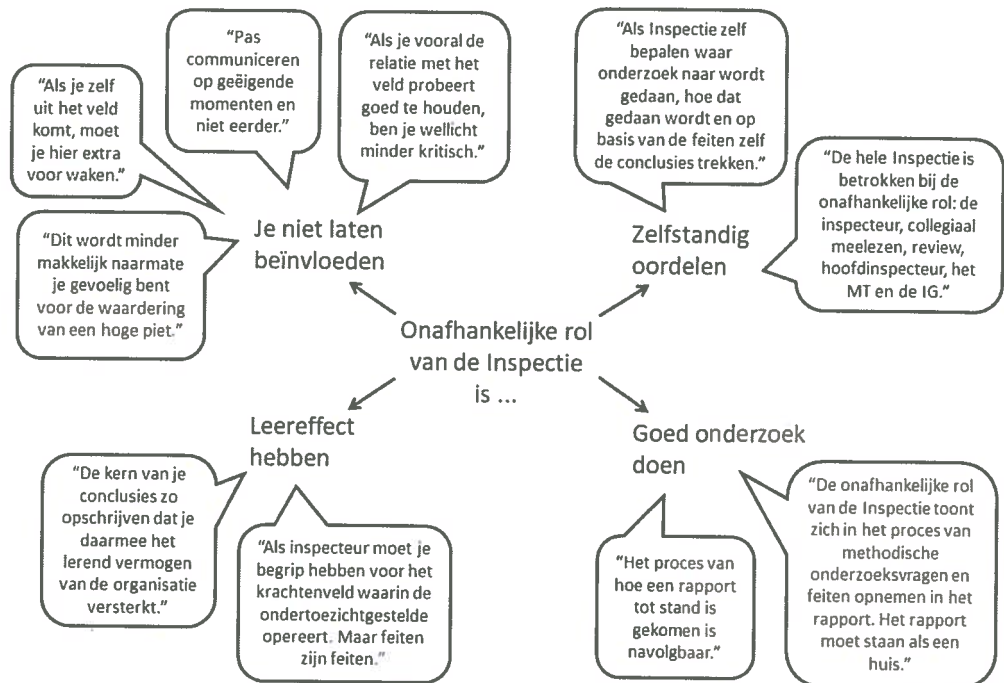 “Als je zelf
uit het veld
komt, moet
je hier extra
voor waken.”
“Pas
communiceren
op geëigende
momenten en
niet eerder.”
“Als je vooral de
relatie met het
veld probeert
goed te houden,
ben je wellicht
minder kritisch.”
“Dit wordt minder
makkelijk naarmate
je gevoelig bent
voor de waardering
van een hoge piet.”
Je niet laten
beïnvloeden
“Als Inspectie zelf
bepalen waar
onderzoek naar wordt
gedaan, hoe dat
gedaan wordt en op
basis van de feiten zelf
de conclusies trekken.”
“De hele Inspectie is
betrokken bij de
onafhankelijke rol: de
inspecteur, collegiaal
meelezen, review,
hoofdinspecteur, het
MT en de IG.”
Zelfstandig
oordelen
Onafhankelijke rol
van de Inspectie
is ...
Leereffect
hebben
“De kern van je
conclusies zo
opschrijven dat je
daarmee het
lerend vermogen
van de organisatie
versterkt.”
“Als inspecteur moet je
begrip hebben voor het
krachtenveld waarin de
ondertoezichtgestelde
opereert. Maar feiten
zijn feiten.”
Goed onderzoek
doen
“Het proces van
hoe een rapport
tot stand is
gekomen is
navolgbaar.”
“De onafhankelijke rol
van de Inspectie toont
zich in het proces van
methodische
onderzoeksvragen en
feiten opnemen in het
rapport. Het rapport
moet staan als een
huis.”